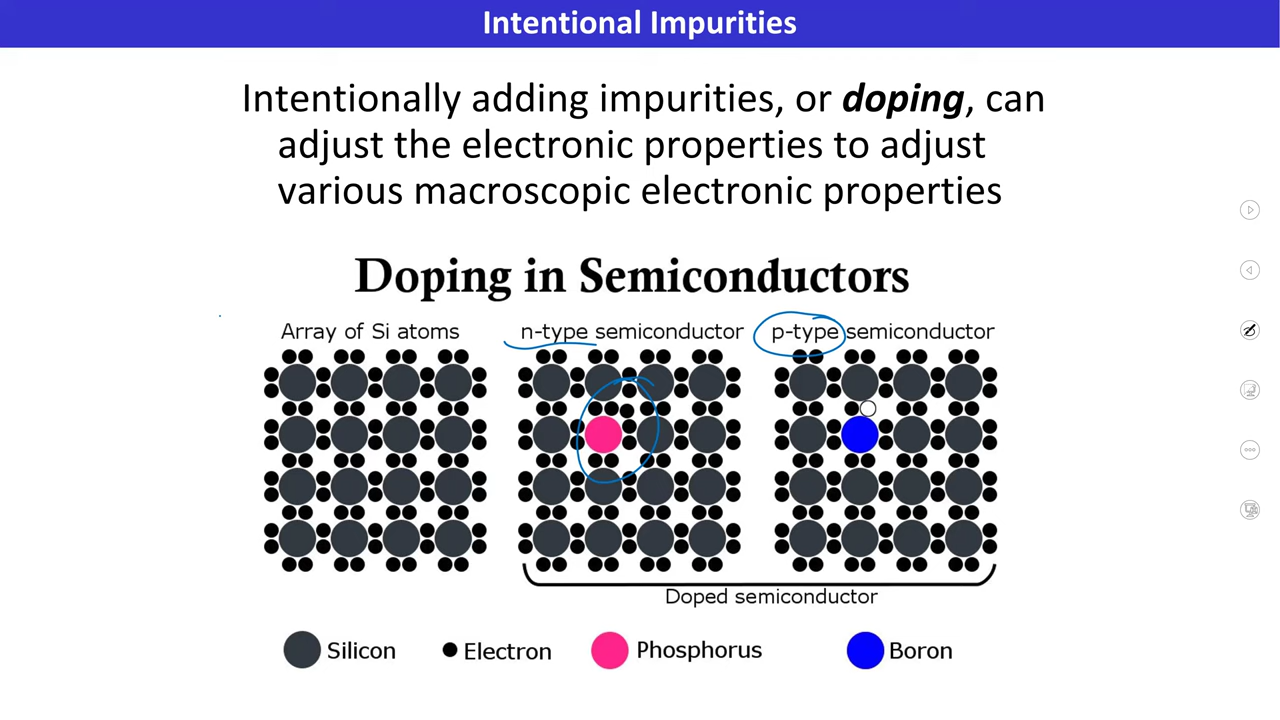 Intentional Impurities
Intentionally adding impurities, or doping, can
adjust the electronic properties to adjust
various macroscopic electronic properties
Doping in Semiconductors
Array of Si atoms
n-type semiconductor
p-type semiconductor
Doped semiconductor
Silicon
Electron
Phosphorus
Boron